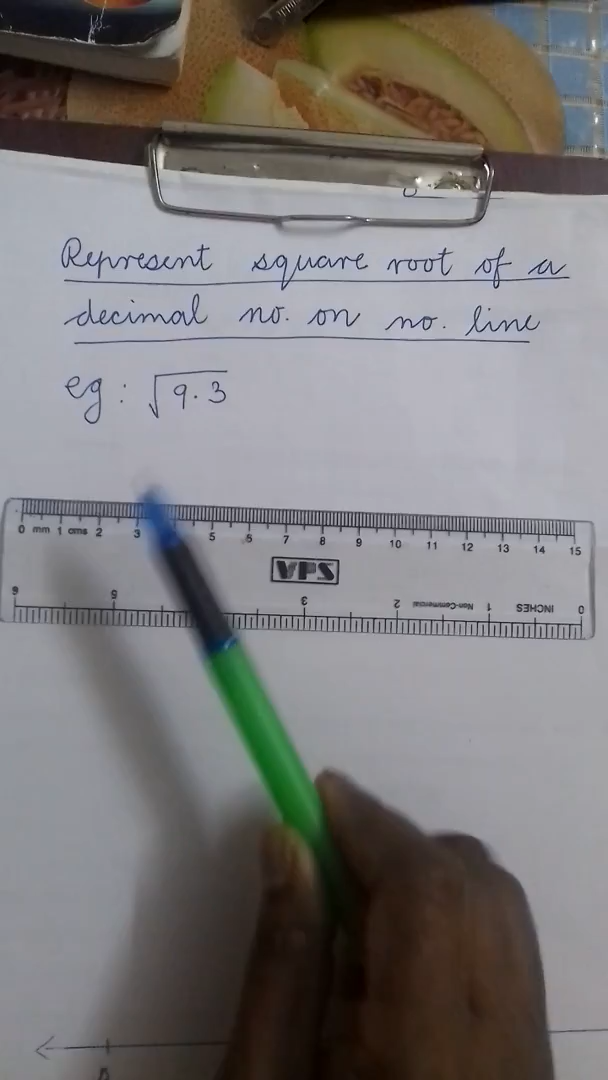 Represent square root of a
decimal no. on no. line
eg : √9.3
0 mm 1 cms 2 3 5 6 7 8 9 10 11 12 13 14 15
VPS
6 5 3 2 Non-Commercial 1 INCHES 0